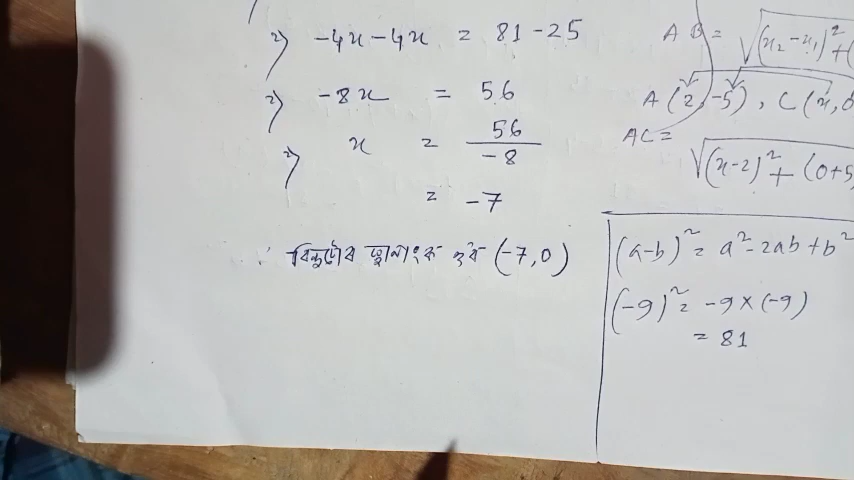 ⇒ -4x-4x = 81-25
⇒ -8x = 56
⇒ x = 56/-8
= -7
∴ বিন্দুটোৰ স্থানাংক হ'ব (-7,0)
AB = √(x₂-x₁)²+(
A(2,-5), C(x,0
AC =
√(x-2)²+(0+5
(a-b)² = a²-2ab+b²
(-9)² = -9×(-9)
= 81